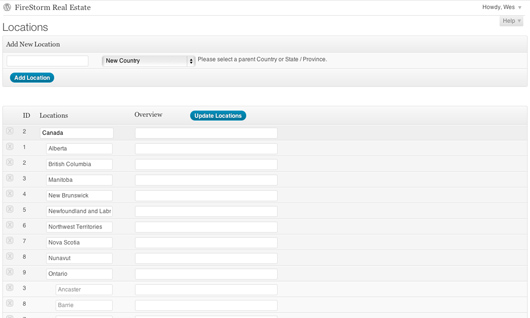 FireStorm Real Estate
Howdy, Wes
Help
Locations
Add New Location
New Country
Please select a parent Country or State / Province.
Add Location
ID Locations Overview Update Locations
2 Canada
1 Alberta
2 British Columbia
3 Manitoba
4 New Brunswick
5 Newfoundland and Labr
6 Northwest Territories
7 Nova Scotia
8 Nunavut
9 Ontario
3 Ancaster
8 Barrie